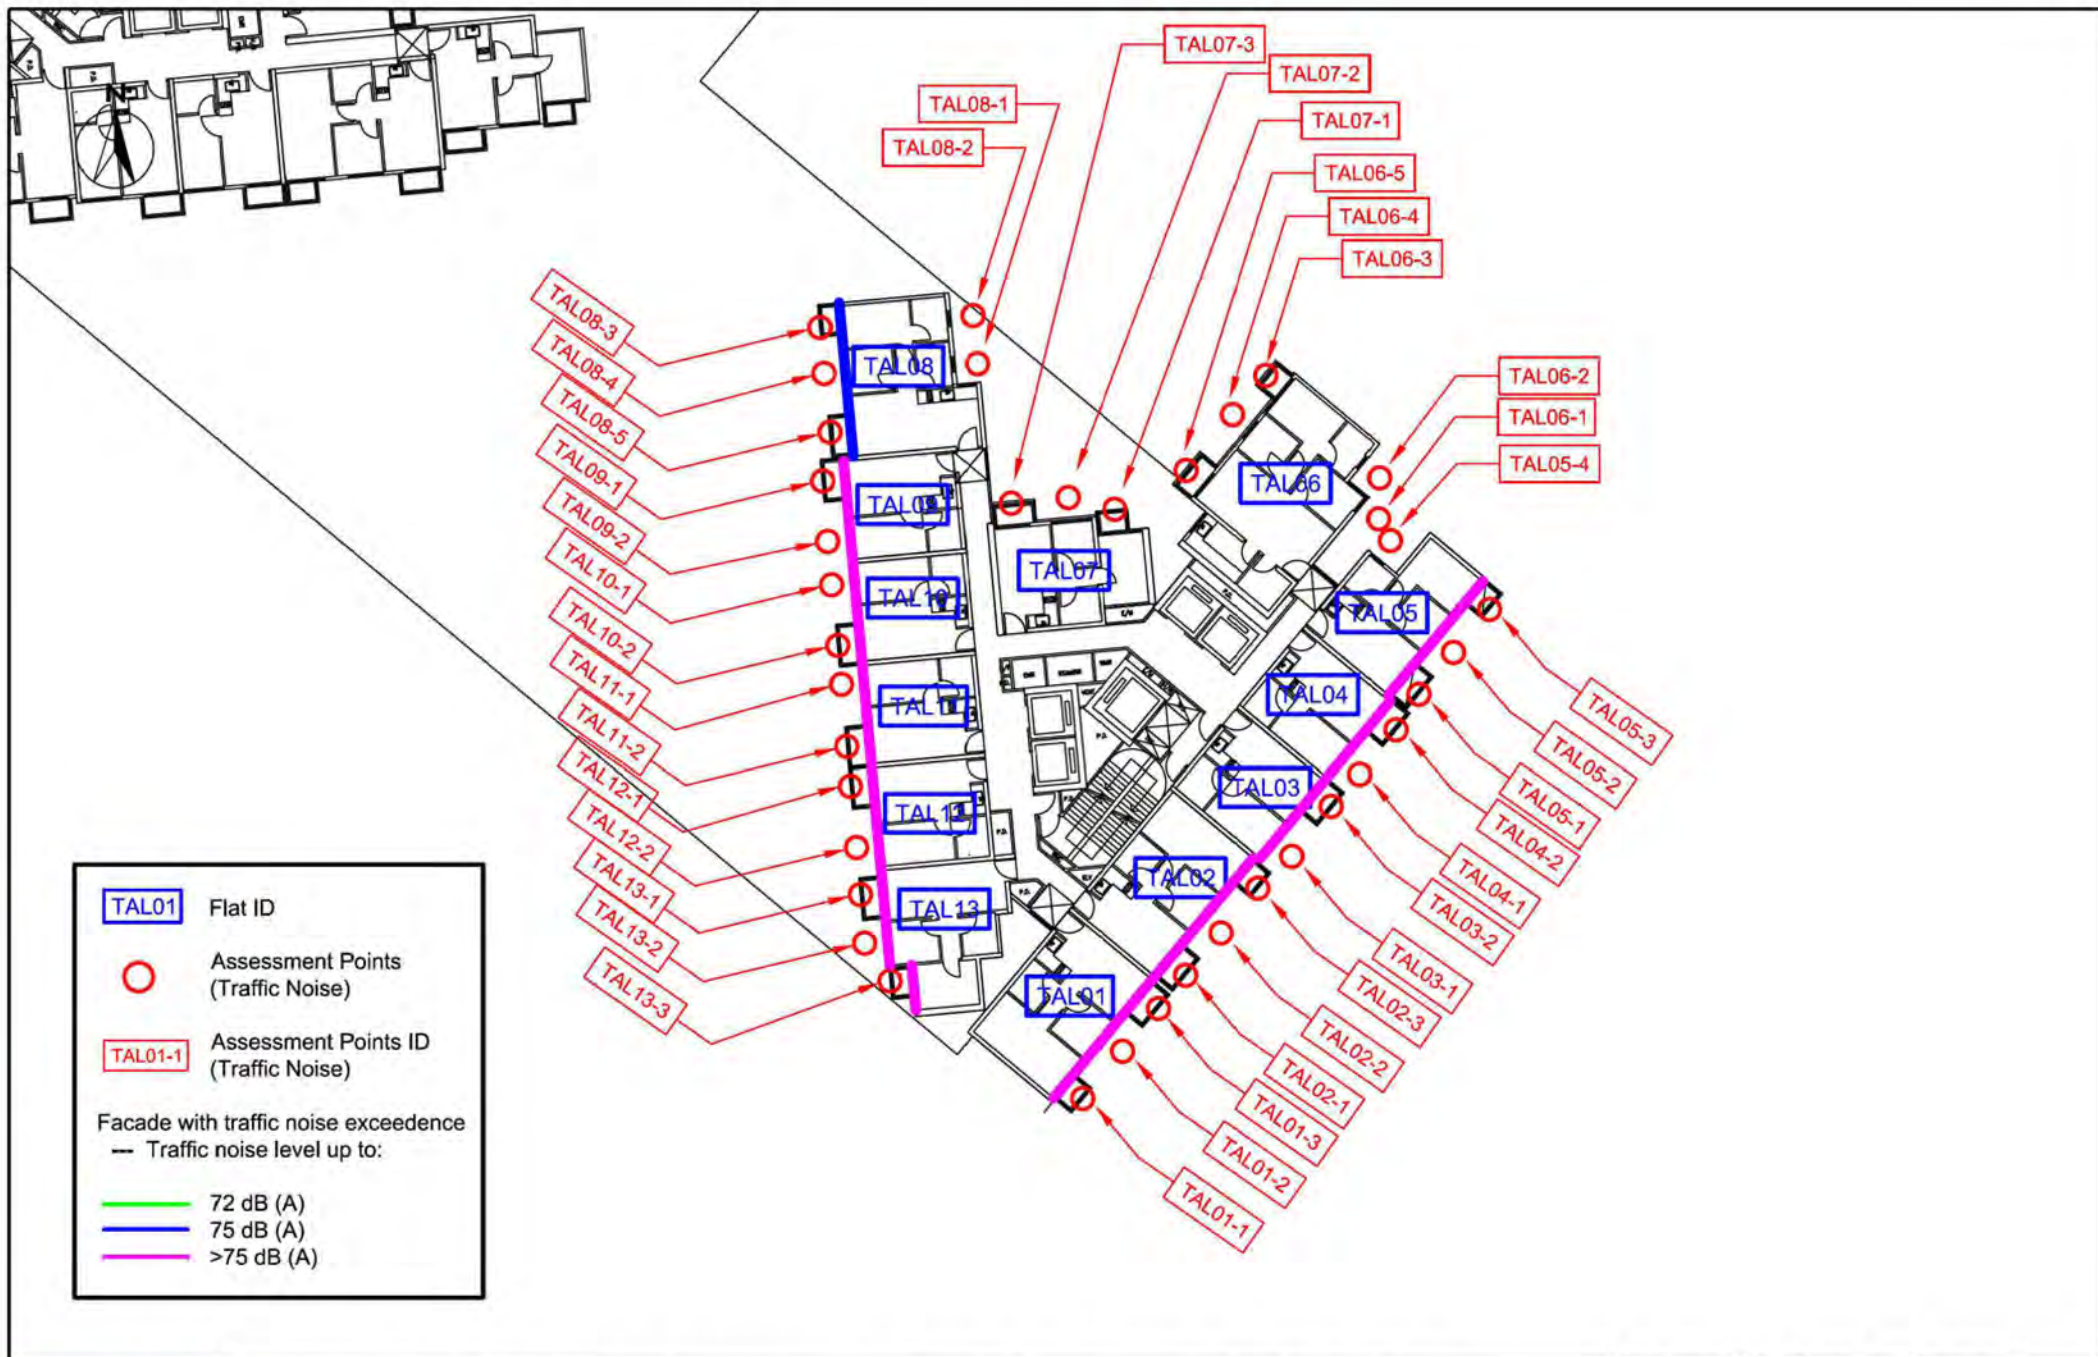 N
TAL07-3
TAL07-2
TAL08-1
TAL07-1
TAL08-2
TAL06-5
TAL06-4
TAL06-3
TAL06-2
TAL06-1
TAL05-4
TAL08-3
TAL08-4
TAL08-5
TAL09-1
TAL09-2
TAL10-1
TAL10-2
TAL11-1
TAL11-2
TAL12-1
TAL12-2
TAL13-1
TAL13-2
TAL13-3
TAL08
TAL09
TAL10
TAL11
TAL12
TAL13
TAL07
TAL06
TAL05
TAL04
TAL03
TAL02
TAL01
TAL05-3
TAL05-2
TAL05-1
TAL04-2
TAL04-1
TAL03-2
TAL03-1
TAL02-3
TAL02-2
TAL02-1
TAL01-3
TAL01-2
TAL01-1
P.D.
P.D.
P.D.
P.D.
P.D.
P.D.
TAL01 Flat ID
Assessment Points
(Traffic Noise)
TAL01-1 Assessment Points ID
(Traffic Noise)
Facade with traffic noise exceedence
--- Traffic noise level up to:
72 dB (A)
75 dB (A)
>75 dB (A)